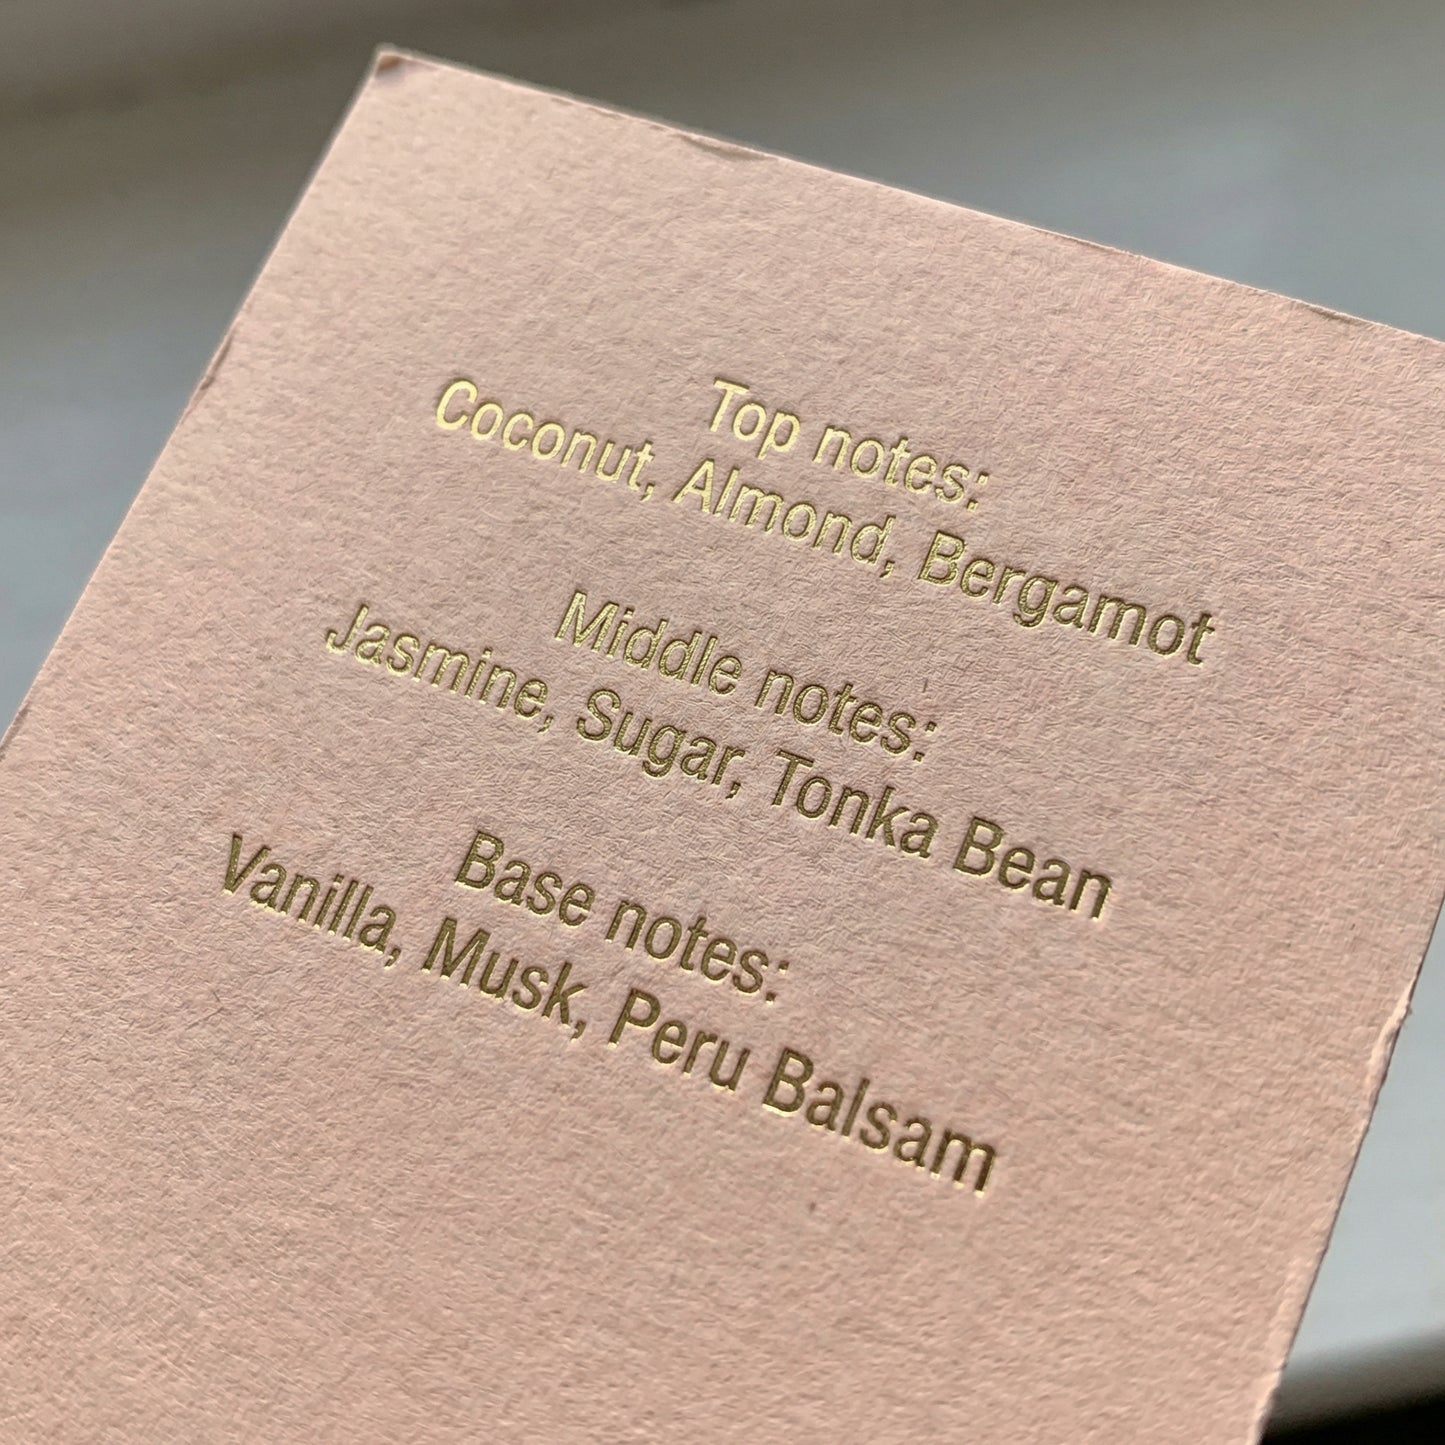 Top notes:
Coconut, Almond, Bergamot
Middle notes:
Jasmine, Sugar, Tonka Bean
Base notes:
Vanilla, Musk, Peru Balsam